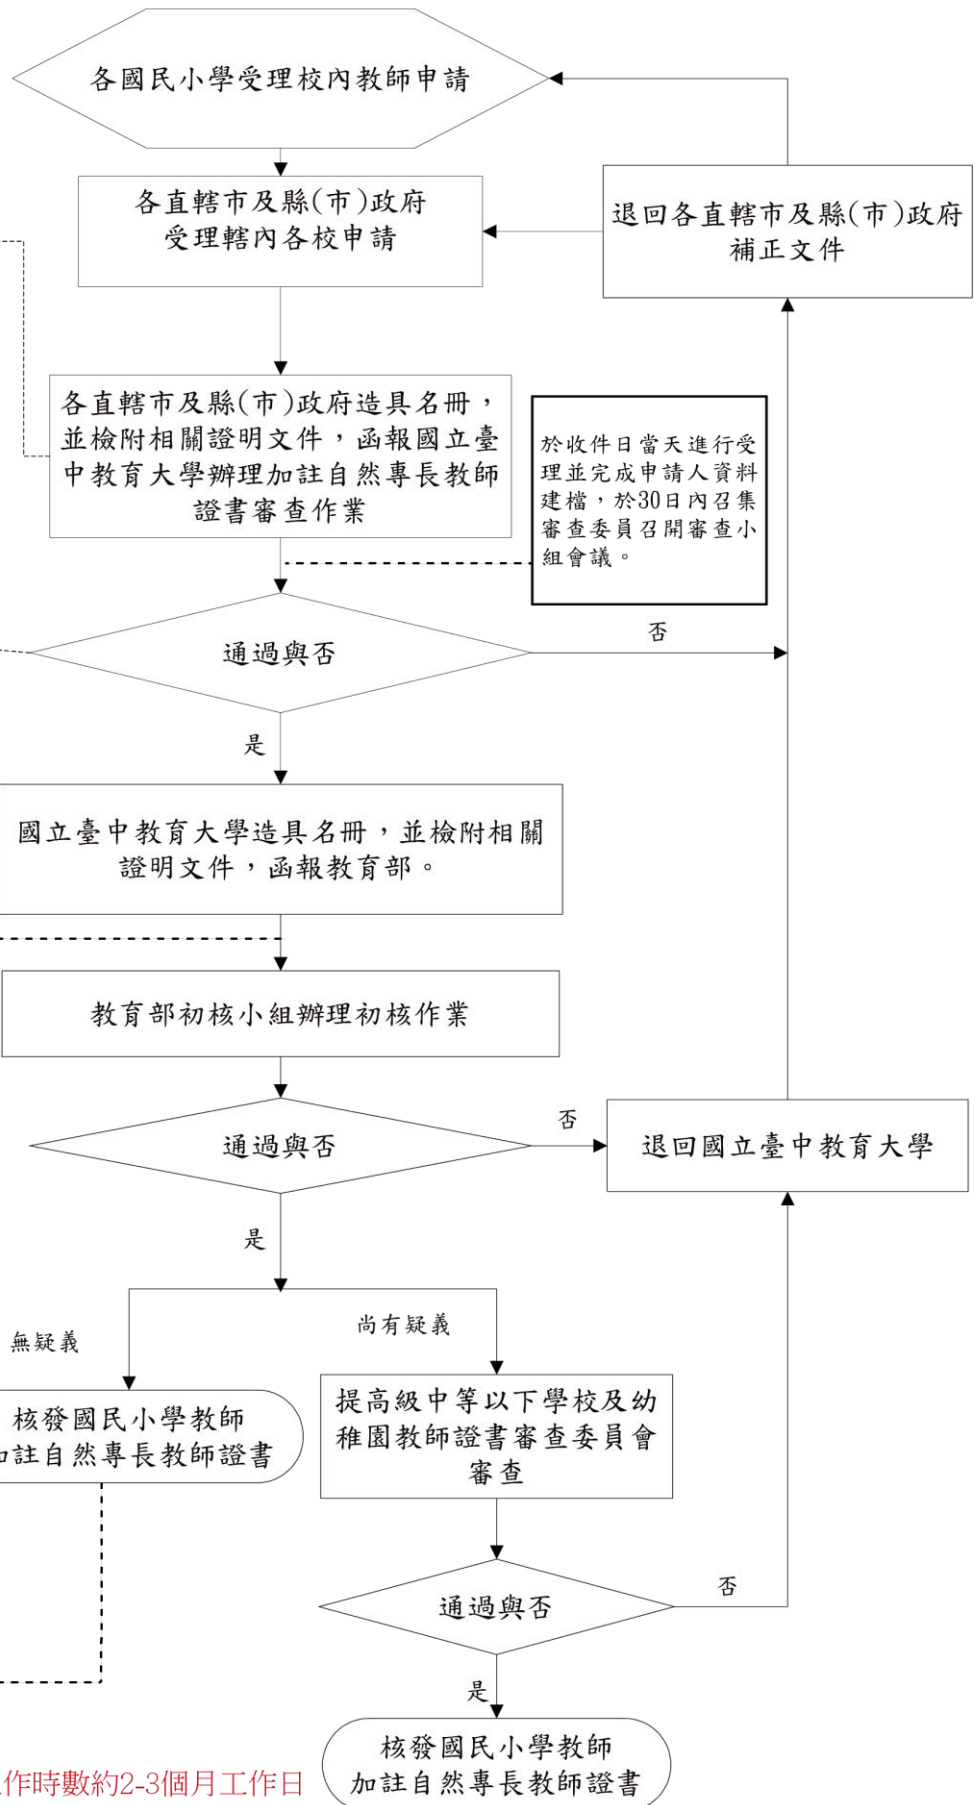 各國民小學受理校內教師申請
各直轄市及縣(市)政府
受理轄內各校申請
退回各直轄市及縣(市)政府
補正文件
各直轄市及縣(市)政府造具名冊，
並檢附相關證明文件，函報國立臺
中教育大學辦理加註自然專長教師
證書審查作業
於收件日當天進行受
理並完成申請人資料
建檔，於30日內召集
審查委員召開審查小
組會議。
通過與否
否
是
國立臺中教育大學造具名冊，並檢附相關
證明文件，函報教育部。
教育部初核小組辦理初核作業
通過與否
否
退回國立臺中教育大學
是
無疑義
尚有疑義
核發國民小學教師
加註自然專長教師證書
提高級中等以下學校及幼
稚園教師證書審查委員會
審查
通過與否
否
是
核發國民小學教師
加註自然專長教師證書
作時數約2-3個月工作日